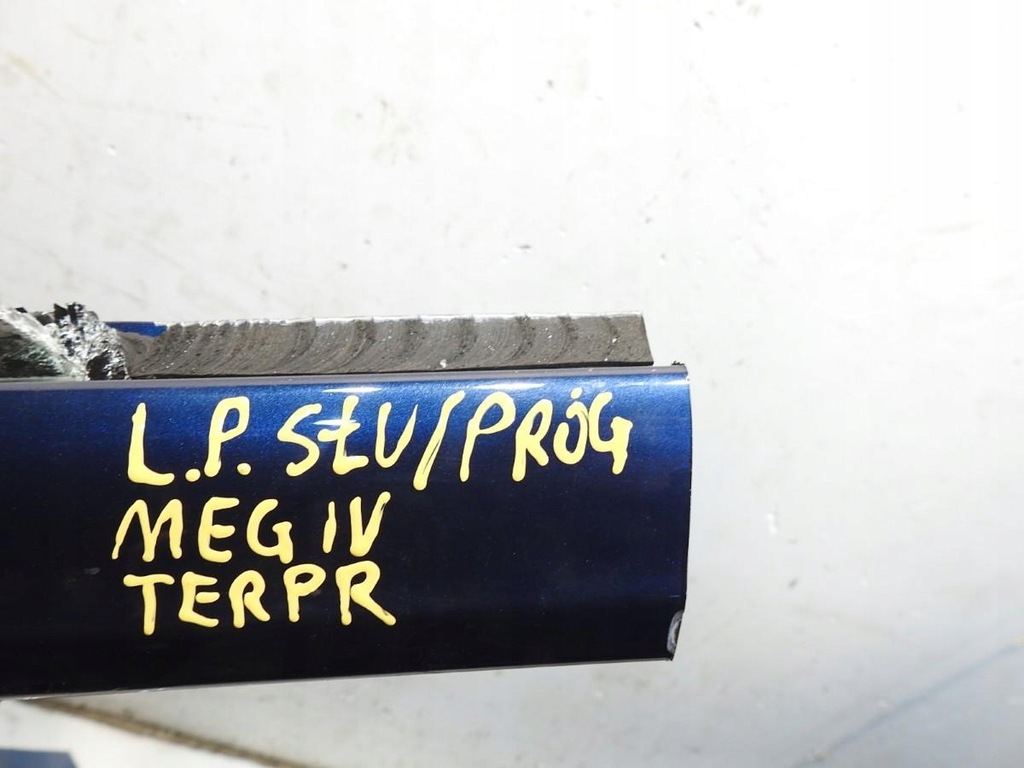 L.P. SŁU/PRÓG
MEG IV
TERPR